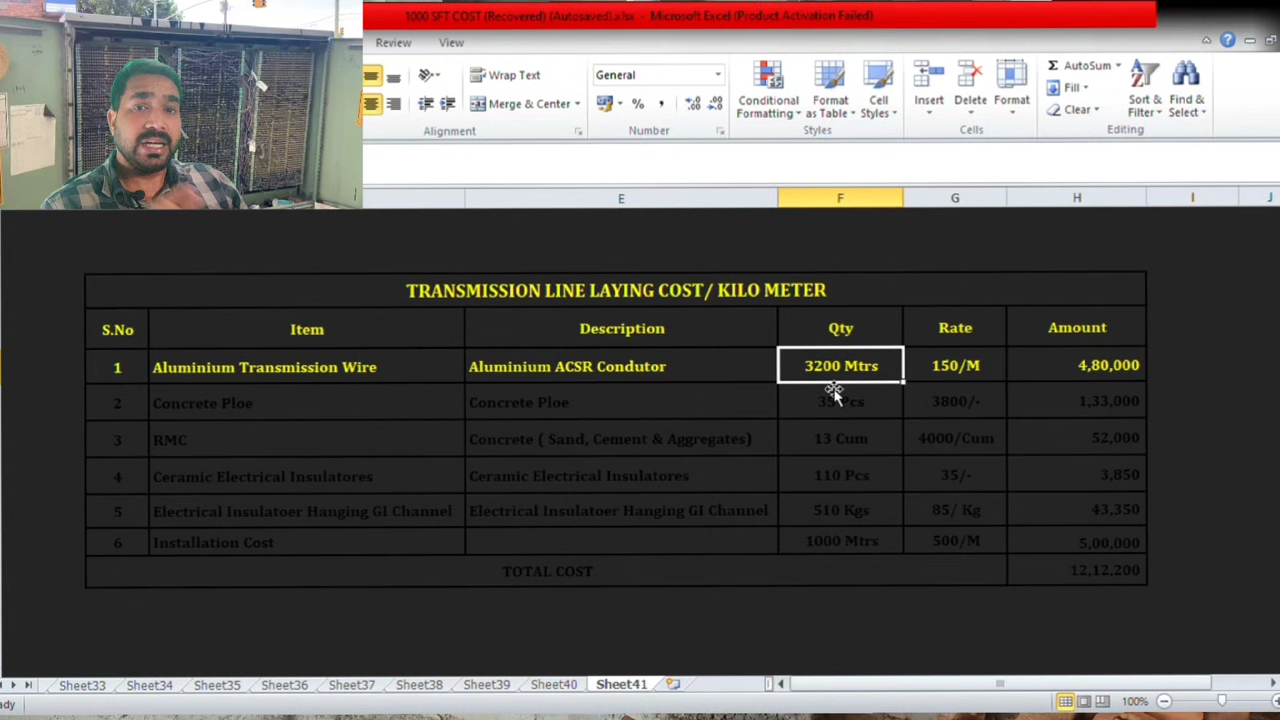 1000 SFT COST (Recovered) (Autosaved).xlsx - Microsoft Excel (Product Activation Failed)
Review View
Wrap Text General AutoSum
Fill
Merge & Center % , Conditional Formatting Format as Table Cell Styles Insert Delete Format Clear Sort & Filter Find & Select
Alignment Number Styles Cells Editing
E F G H I J
TRANSMISSION LINE LAYING COST/ KILO METER
S.No Item Description Qty Rate Amount
1 Aluminium Transmission Wire Aluminium ACSR Condutor 3200 Mtrs 150/M 4,80,000
2 Concrete Ploe Concrete Ploe Pcs 3800/- 1,33,000
3 RMC Concrete ( Sand, Cement & Aggregates) 13 Cum 4000/Cum 52,000
4 Ceramic Electrical Insulatores Ceramic Electrical Insulatores 110 Pcs 35/- 3,850
5 Electrical Insulatoer Hanging GI Channel Electrical Insulatoer Hanging GI Channel 510 Kgs 85/ Kg 43,350
6 Installation Cost 1000 Mtrs 500/M 5,00,000
TOTAL COST 12,12,200
Sheet33 Sheet34 Sheet35 Sheet36 Sheet37 Sheet38 Sheet39 Sheet40 Sheet41
ady 100%